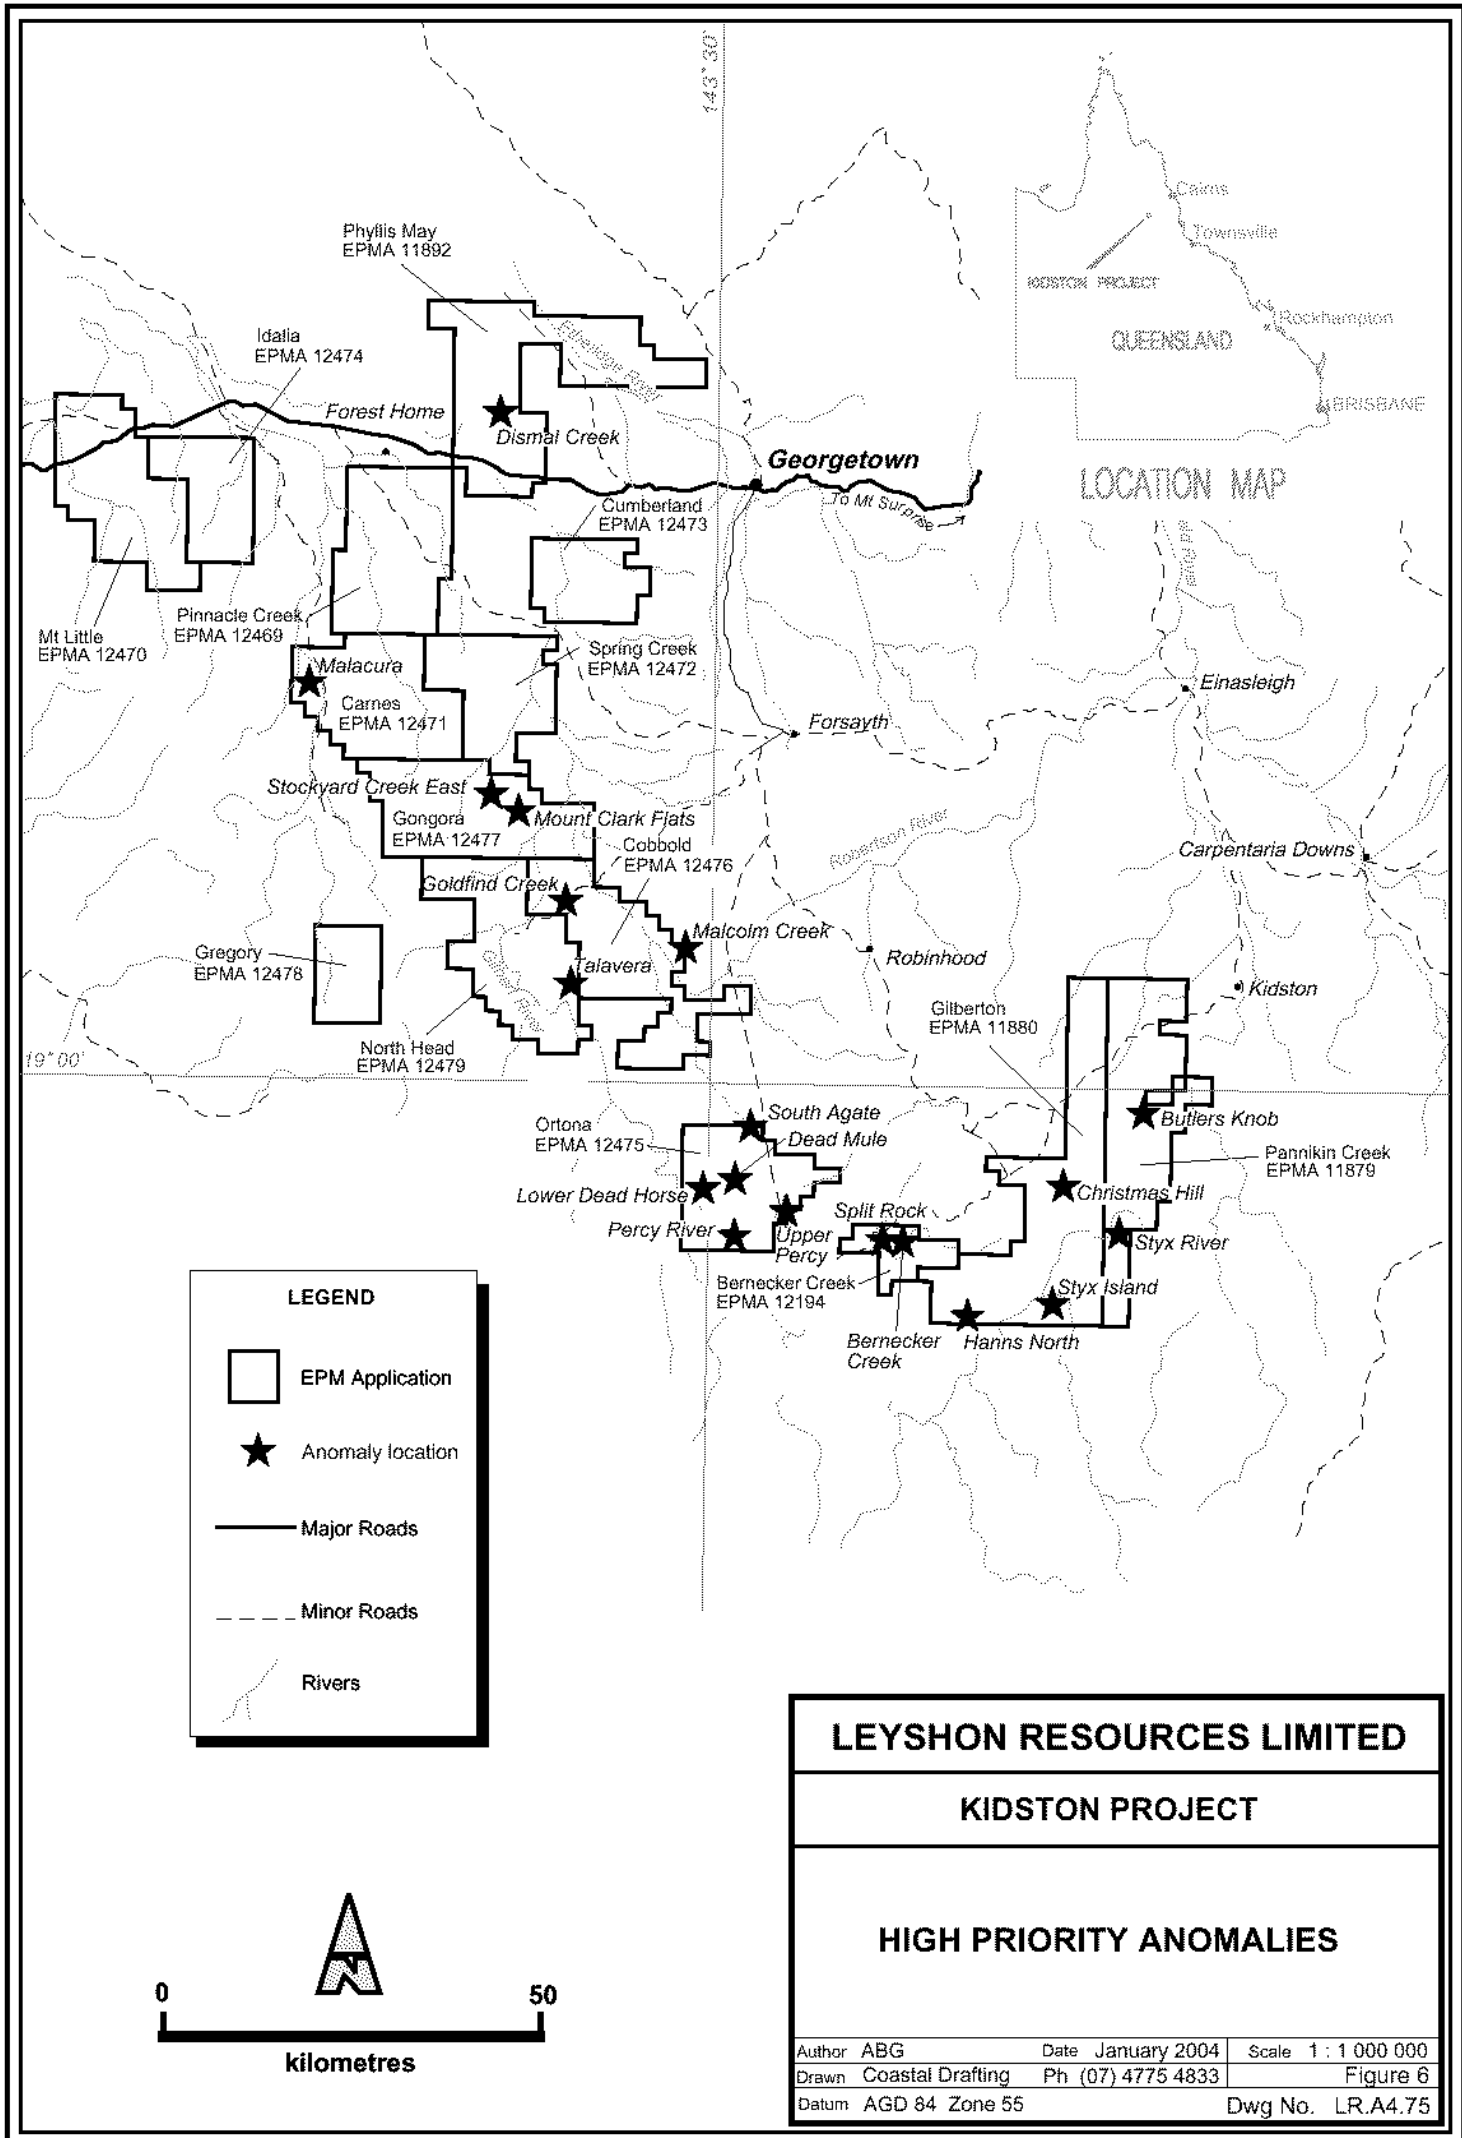 143° 30'
Cairns
Townsville
KIDSTON PROJECT
Rockhampton
QUEENSLAND
BRISBANE
LOCATION MAP
Phyllis May
EPMA 11892
Idalia
EPMA 12474
Forest Home
Dismal Creek
Georgetown
To Mt Surprise
Cumberland
EPMA 12473
Mt Little
EPMA 12470
Pinnacle Creek
EPMA 12469
Spring Creek
EPMA 12472
Malacura
Carnes
EPMA 12471
Einasleigh
Forsayth
Stockyard Creek East
Mount Clark Flats
Gongora
EPMA 12477
Cobbold
EPMA 12476
Robertson River
Carpentaria Downs
Goldfind Creek
Malcolm Creek
Gregory
EPMA 12478
Talavera
Robinhood
Kidston
Gilberton
EPMA 11880
North Head
EPMA 12479
19° 00'
South Agate
Dead Mule
Butlers Knob
Ortona
EPMA 12475
Pannikin Creek
EPMA 11879
Lower Dead Horse
Christmas Hill
Percy River
Upper
Percy
Split Rock
Styx River
Bernecker Creek
EPMA 12194
Styx Island
Bernecker
Creek
Hanns North
LEGEND
EPM Application
Anomaly location
Major Roads
Minor Roads
Rivers
N
0 50
kilometres
LEYSHON RESOURCES LIMITED
KIDSTON PROJECT
HIGH PRIORITY ANOMALIES
Author ABG Date January 2004 Scale 1 : 1 000 000
Drawn Coastal Drafting Ph (07) 4775 4833 Figure 6
Datum AGD 84 Zone 55 Dwg No. LR.A4.75